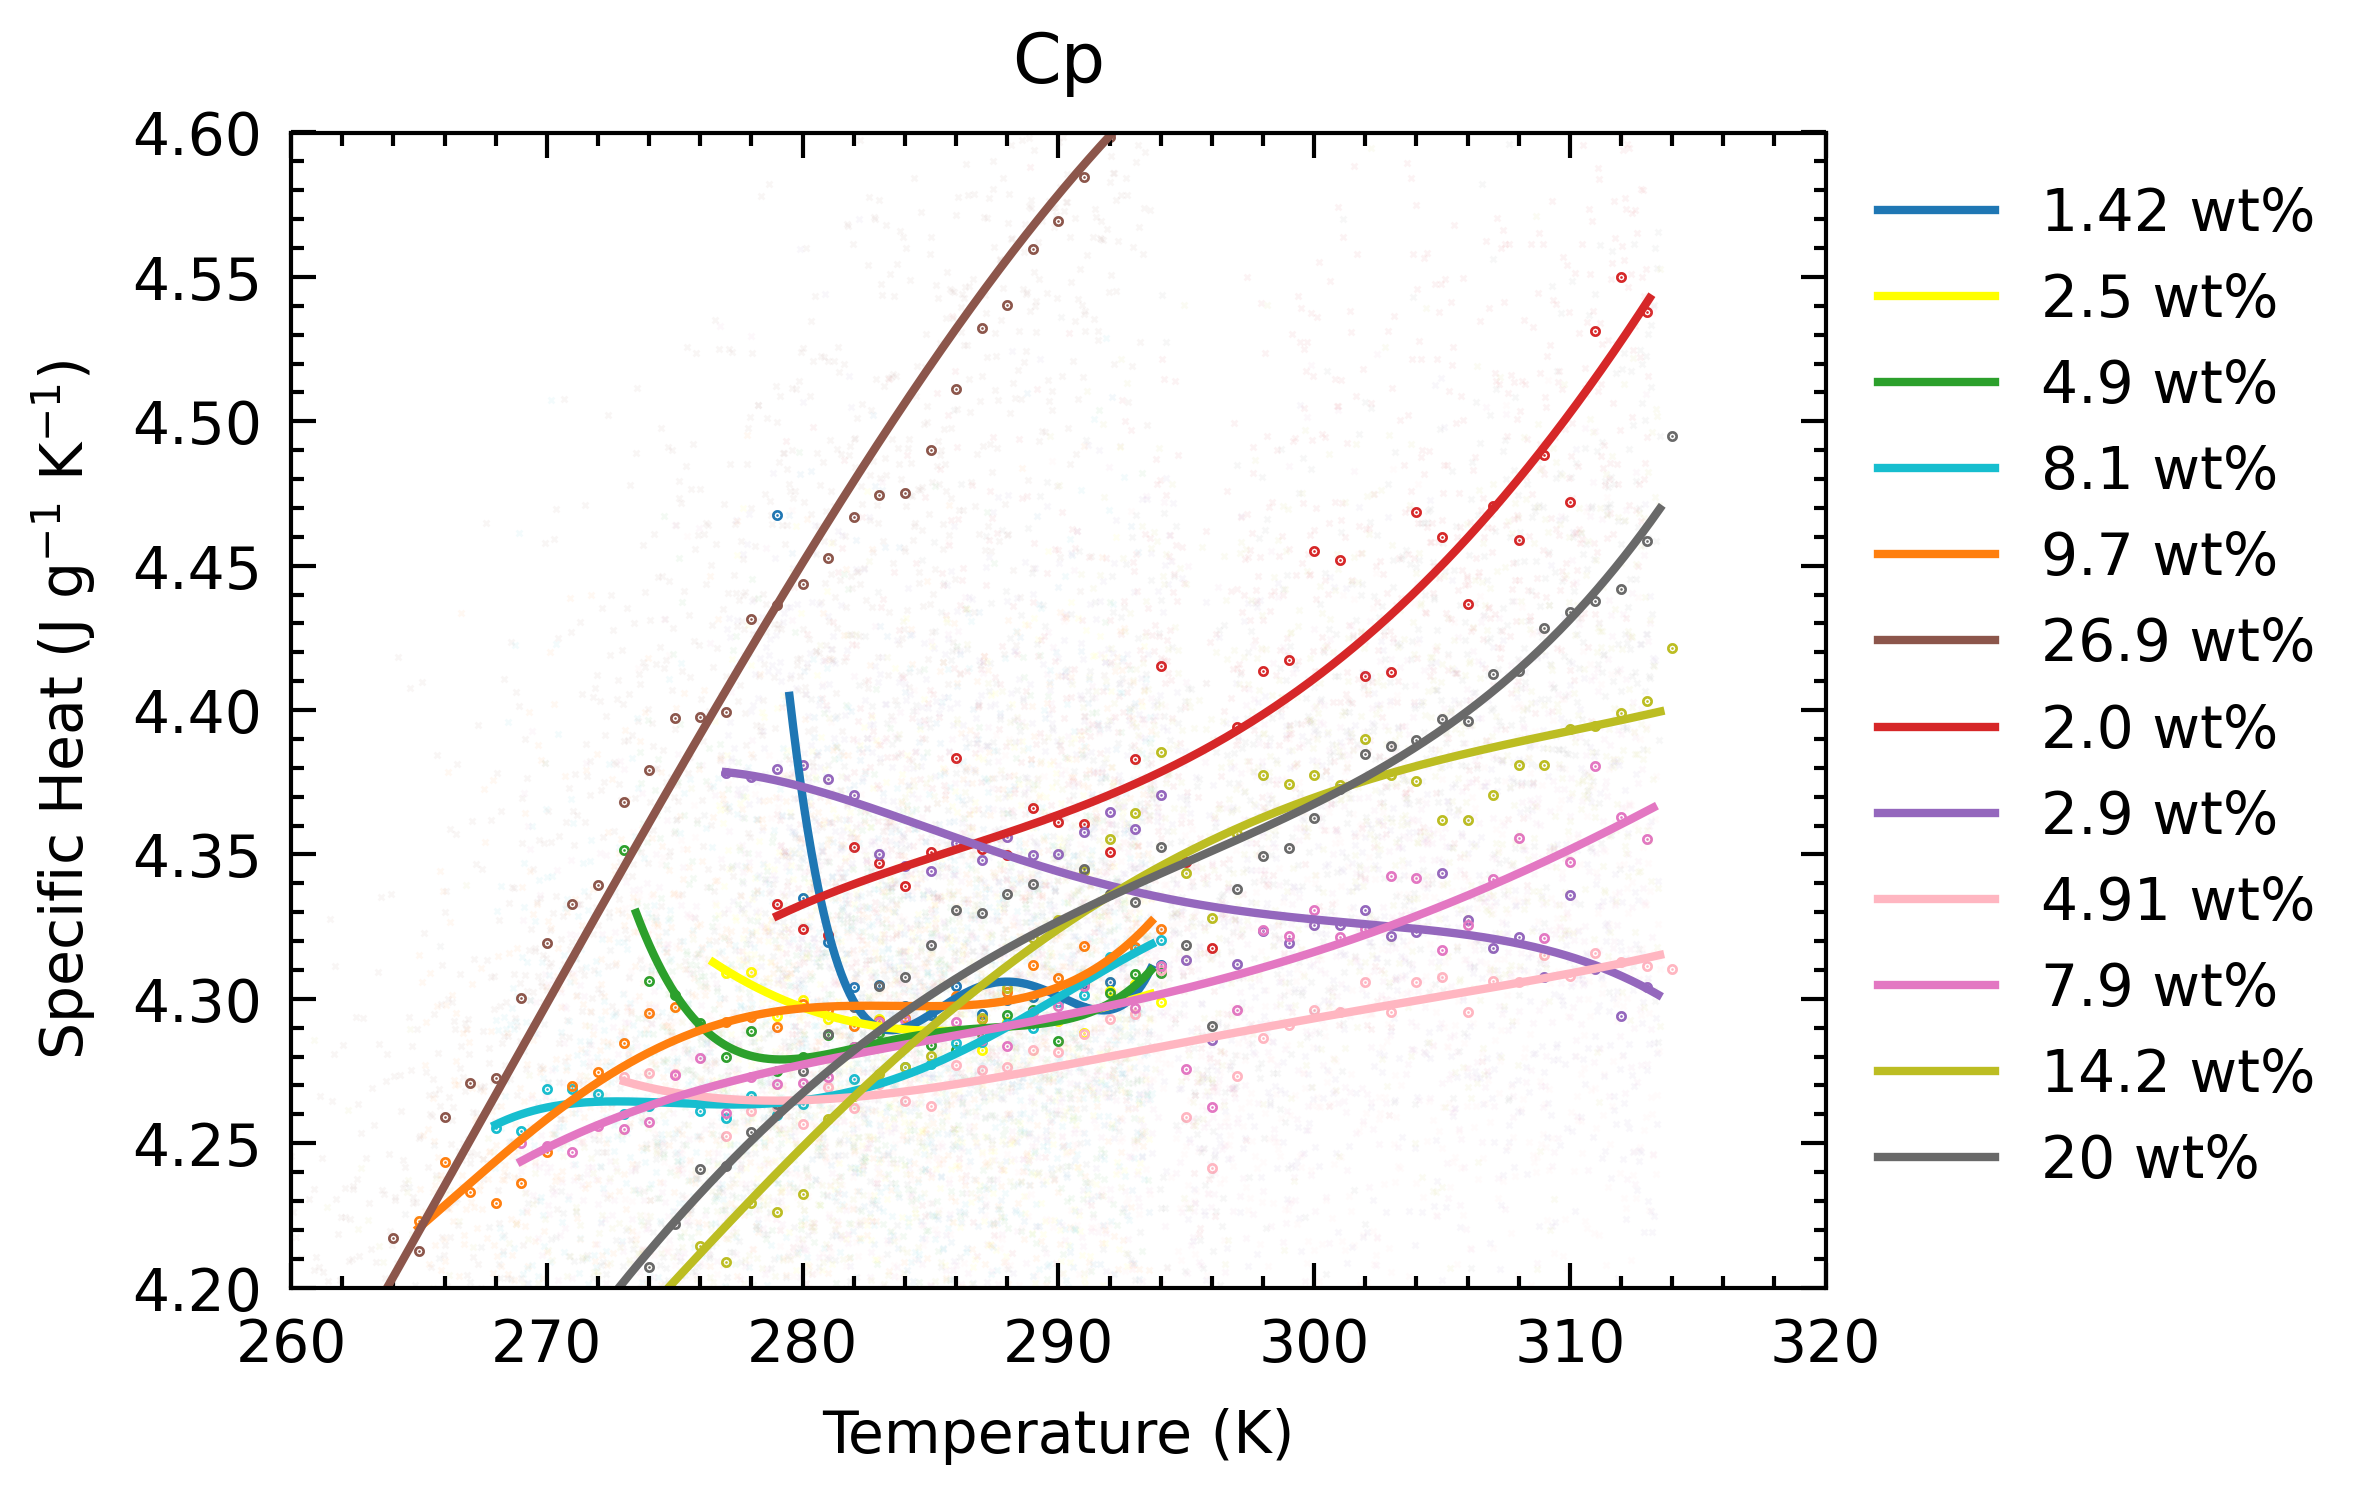 Cp
4.60
4.55
4.50
4.45
4.40
4.35
4.30
4.25
4.20
Specific Heat (J g⁻¹ K⁻¹)
260 270 280 290 300 310 320
Temperature (K)
1.42 wt%
2.5 wt%
4.9 wt%
8.1 wt%
9.7 wt%
26.9 wt%
2.0 wt%
2.9 wt%
4.91 wt%
7.9 wt%
14.2 wt%
20 wt%